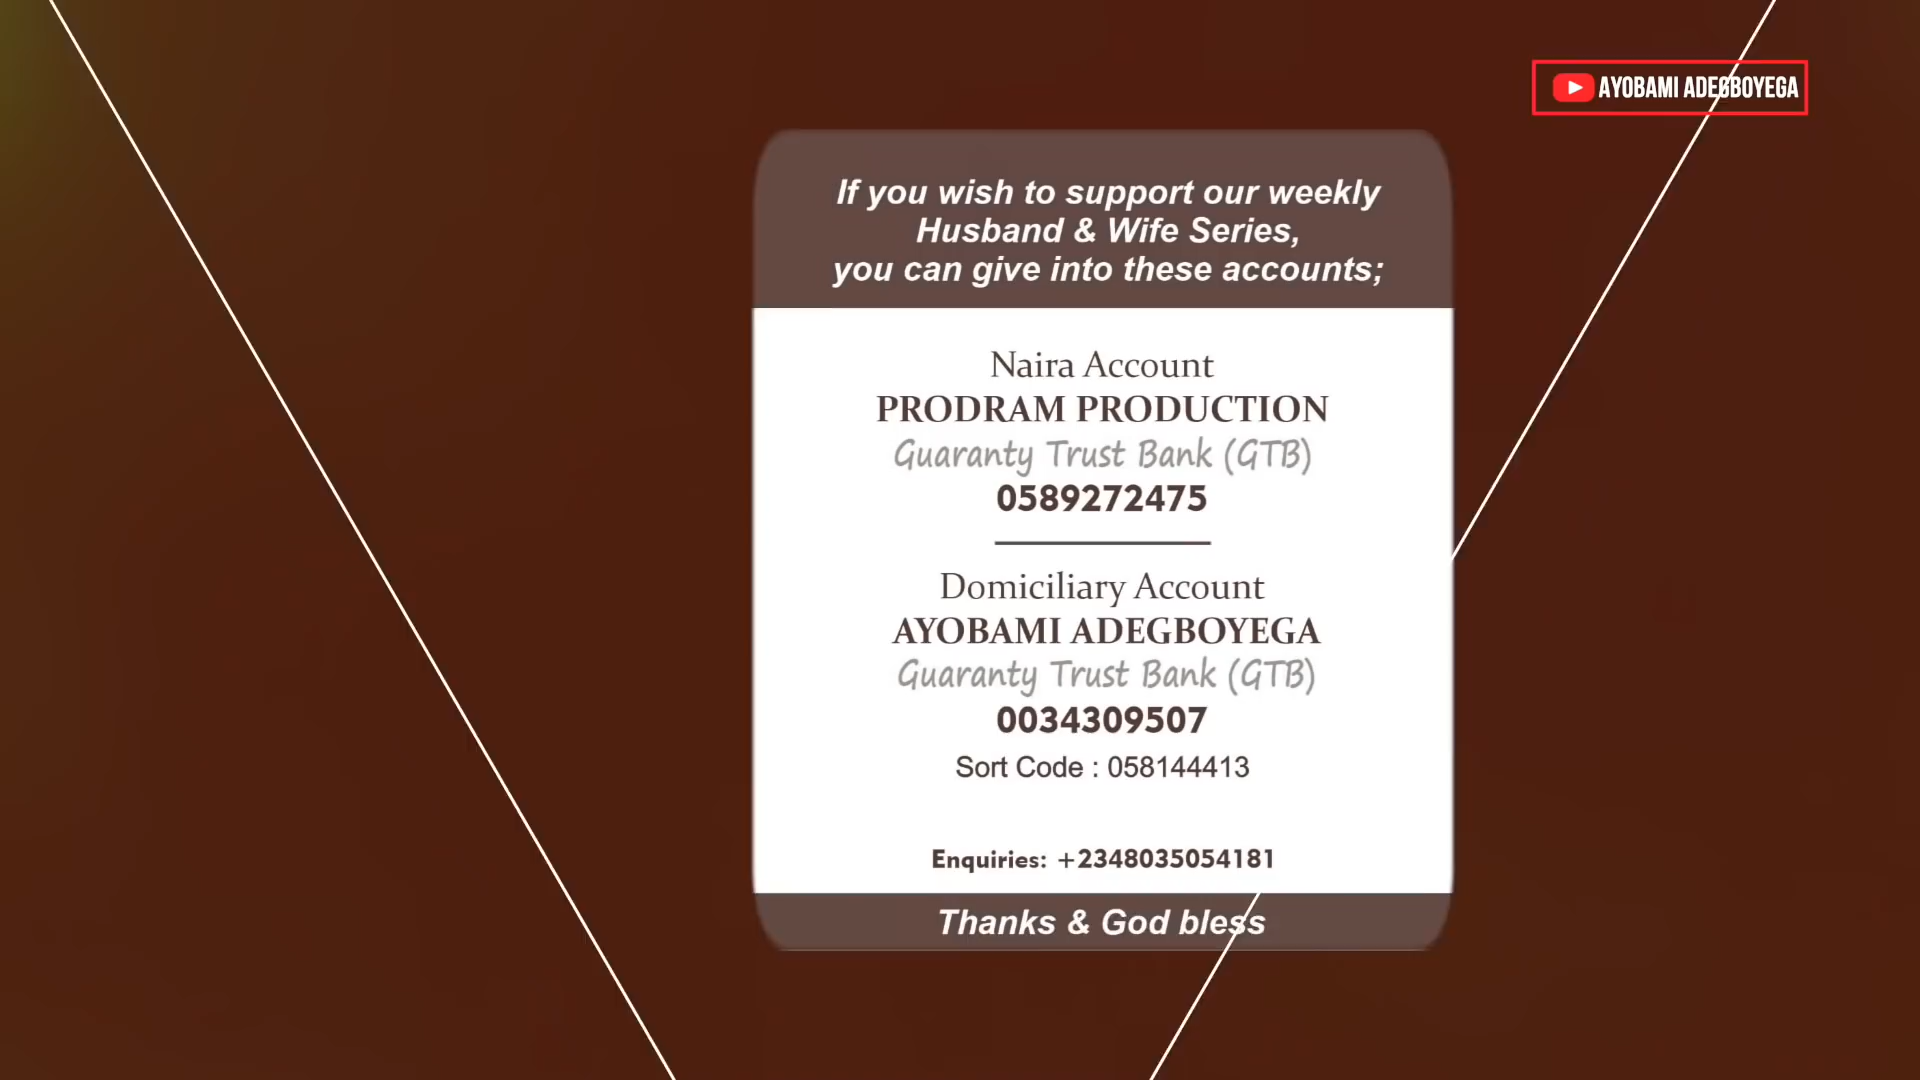 AYOBAMI ADEGBOYEGA
If you wish to support our weekly
Husband & Wife Series,
you can give into these accounts;
Naira Account
PRODRAM PRODUCTION
Guaranty Trust Bank (GTB)
0589272475
Domiciliary Account
AYOBAMI ADEGBOYEGA
Guaranty Trust Bank (GTB)
0034309507
Sort Code : 058144413
Enquiries: +2348035054181
Thanks & God bless